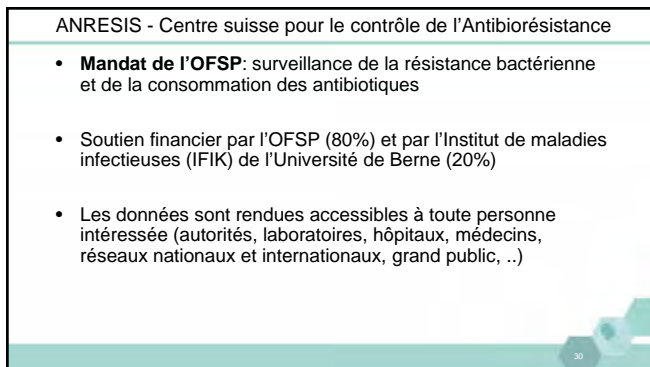 ANRESIS - Centre suisse pour le contrôle de l'Antibiorésistance
• Mandat de l'OFSP: surveillance de la résistance bactérienne
et de la consommation des antibiotiques
• Soutien financier par l'OFSP (80%) et par l'Institut de maladies
infectieuses (IFIK) de l'Université de Berne (20%)
• Les données sont rendues accessibles à toute personne
intéressée (autorités, laboratoires, hôpitaux, médecins,
réseaux nationaux et internationaux, grand public, ..)
30